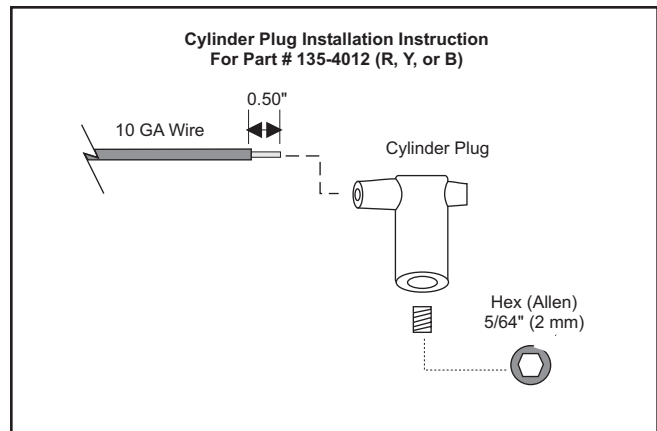 Cylinder Plug Installation Instruction
For Part # 135-4012 (R, Y, or B)
0.50"
10 GA Wire
Cylinder Plug
Hex (Allen)
5/64" (2 mm)